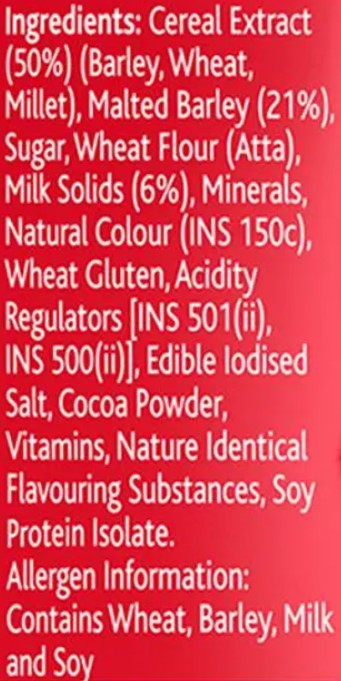 Ingredients: Cereal Extract
(50%) (Barley, Wheat,
Millet), Malted Barley (21%),
Sugar, Wheat Flour (Atta),
Milk Solids (6%), Minerals,
Natural Colour (INS 150c),
Wheat Gluten, Acidity
Regulators [INS 501(ii),
INS 500(ii)], Edible Iodised
Salt, Cocoa Powder,
Vitamins, Nature Identical
Flavouring Substances, Soy
Protein Isolate.
Allergen Information:
Contains Wheat, Barley, Milk
and Soy